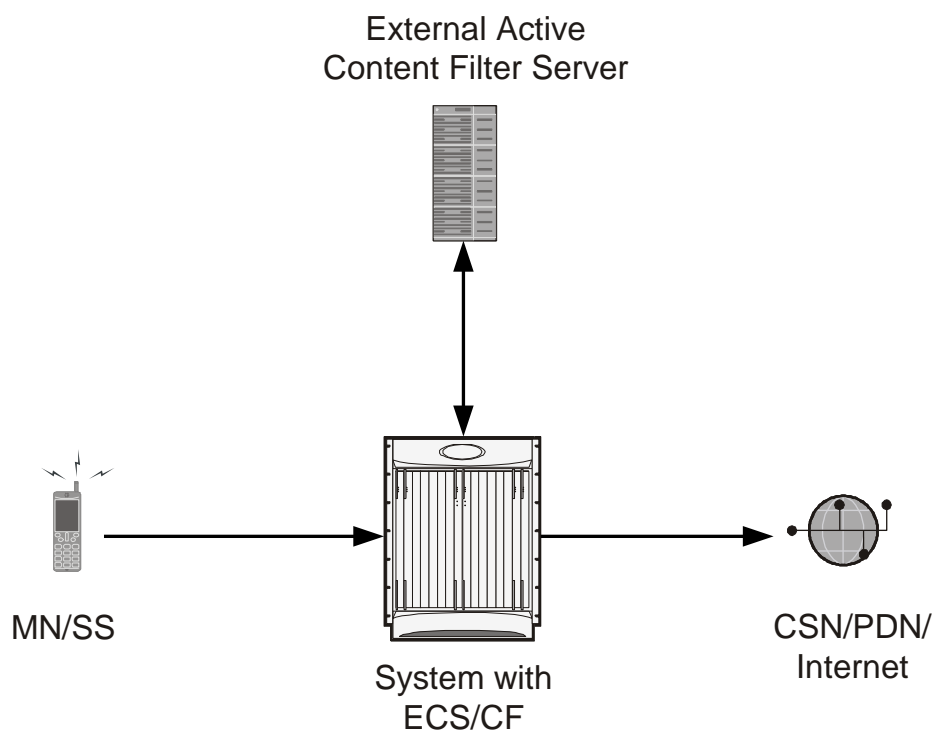 External Active
Content Filter Server
MN/SS
System with
ECS/CF
CSN/PDN/
Internet